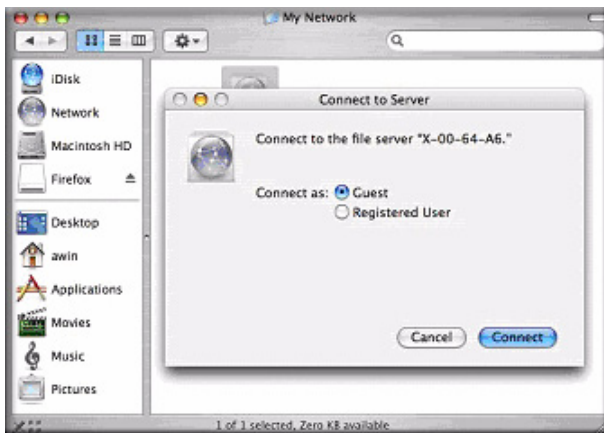 My Network
iDisk
Network
Macintosh HD
Firefox
Desktop
awin
Applications
Movies
Music
Pictures
Connect to Server
Connect to the file server "X-00-64-A6."
Connect as: Guest
Registered User
Cancel Connect
1 of 1 selected, Zero KB available